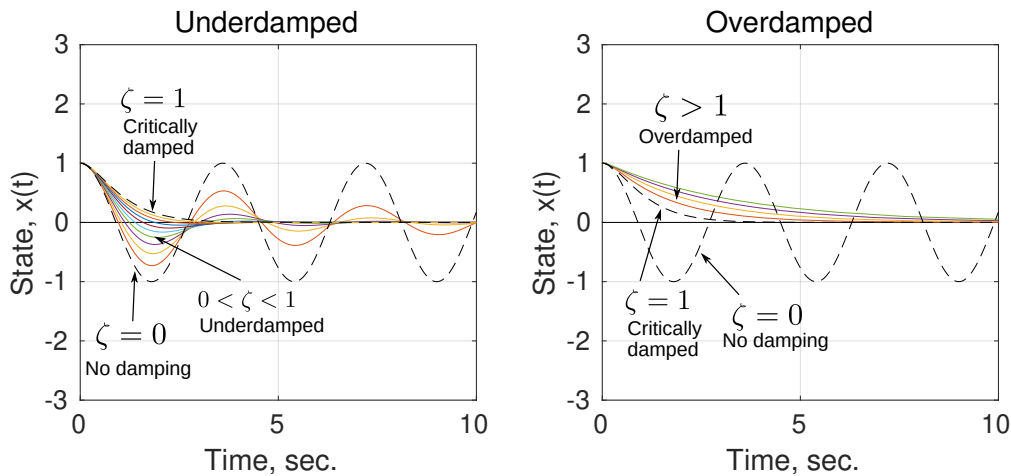 Underdamped
3
2
1
0
-1
-2
-3
State, x(t)
ζ = 1
Critically
damped
0 < ζ < 1
Underdamped
ζ = 0
No damping
0
5
10
Time, sec.
Overdamped
3
2
1
0
-1
-2
-3
State, x(t)
ζ > 1
Overdamped
ζ = 1
Critically
damped
ζ = 0
No damping
0
5
10
Time, sec.